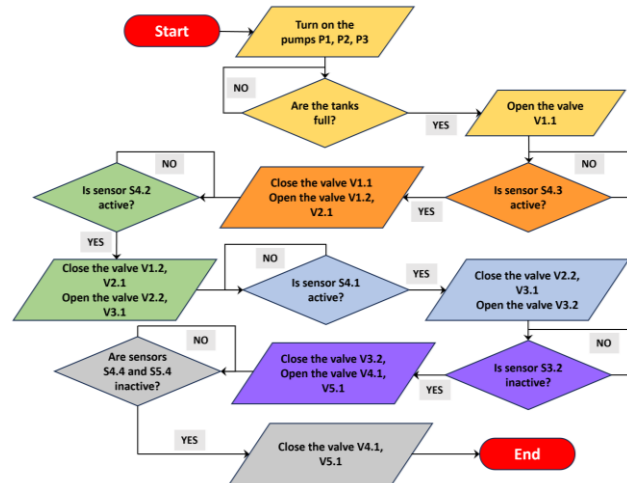 Start
Turn on the
pumps P1, P2, P3
NO
Are the tanks
full?
YES
Open the valve
V1.1
NO
Is sensor S4.3
active?
YES
Close the valve V1.1
Open the valve V1.2,
V2.1
NO
Is sensor S4.2
active?
YES
Close the valve V1.2,
V2.1
Open the valve V2.2,
V3.1
NO
Is sensor S4.1
active?
YES
Close the valve V2.2,
V3.1
Open the valve V3.2
NO
Is sensor S3.2
inactive?
YES
Close the valve V3.2,
Open the valve V4.1,
V5.1
NO
Are sensors
S4.4 and S5.4
inactive?
YES
Close the valve V4.1,
V5.1
End